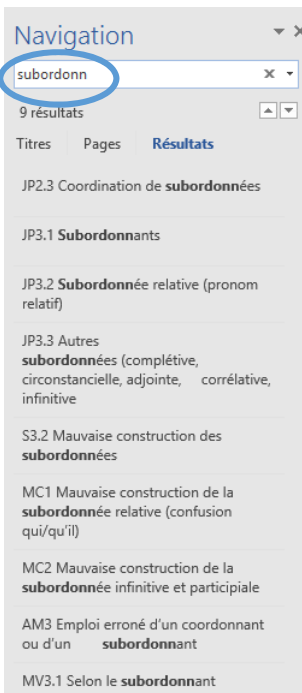 Navigation
subordonn
9 résultats
Titres Pages Résultats
JP2.3 Coordination de subordonnées
JP3.1 Subordonnants
JP3.2 Subordonnée relative (pronom
relatif)
JP3.3 Autres
subordonnées (complétive,
circonstancielle, adjointe, corrélative,
infinitive
S3.2 Mauvaise construction des
subordonnées
MC1 Mauvaise construction de la
subordonnée relative (confusion
qui/qu'il)
MC2 Mauvaise construction de la
subordonnée infinitive et participiale
AM3 Emploi erroné d'un coordonnant
ou d'un subordonnant
MV3.1 Selon le subordonnant